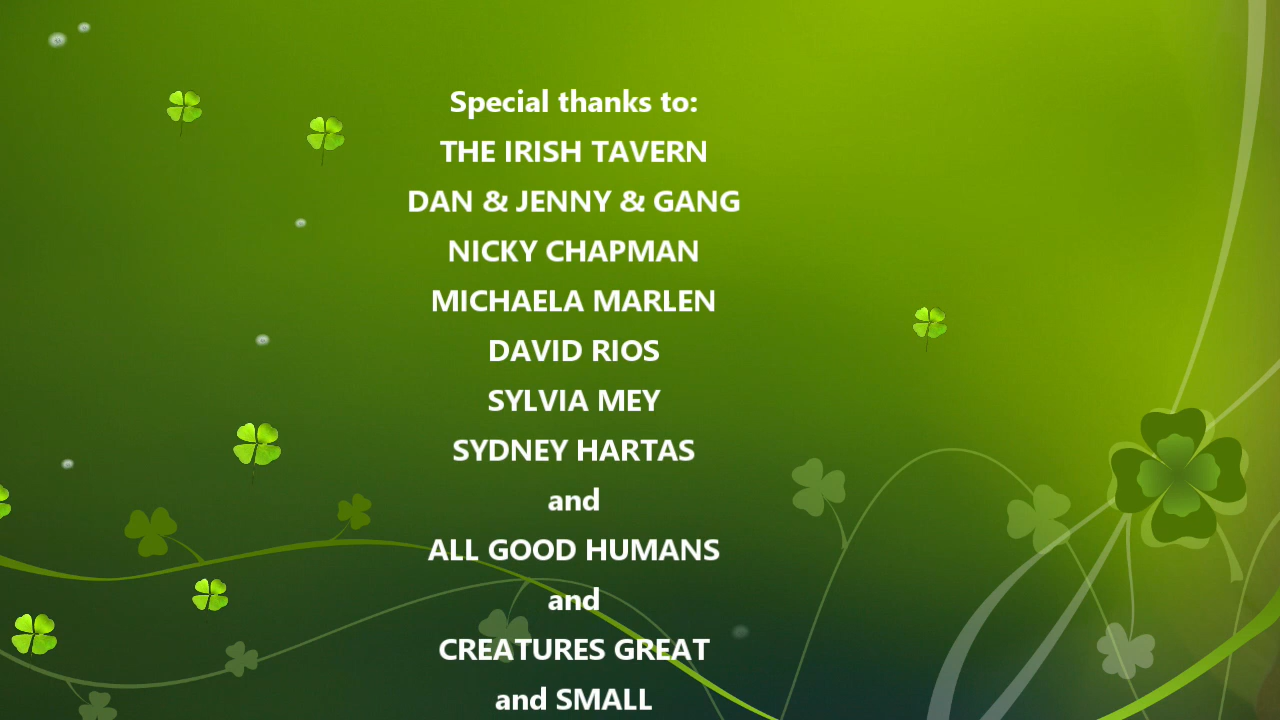 Special thanks to:
THE IRISH TAVERN
DAN & JENNY & GANG
NICKY CHAPMAN
MICHAELA MARLEN
DAVID RIOS
SYLVIA MEY
SYDNEY HARTAS
and
ALL GOOD HUMANS
and
CREATURES GREAT
and SMALL